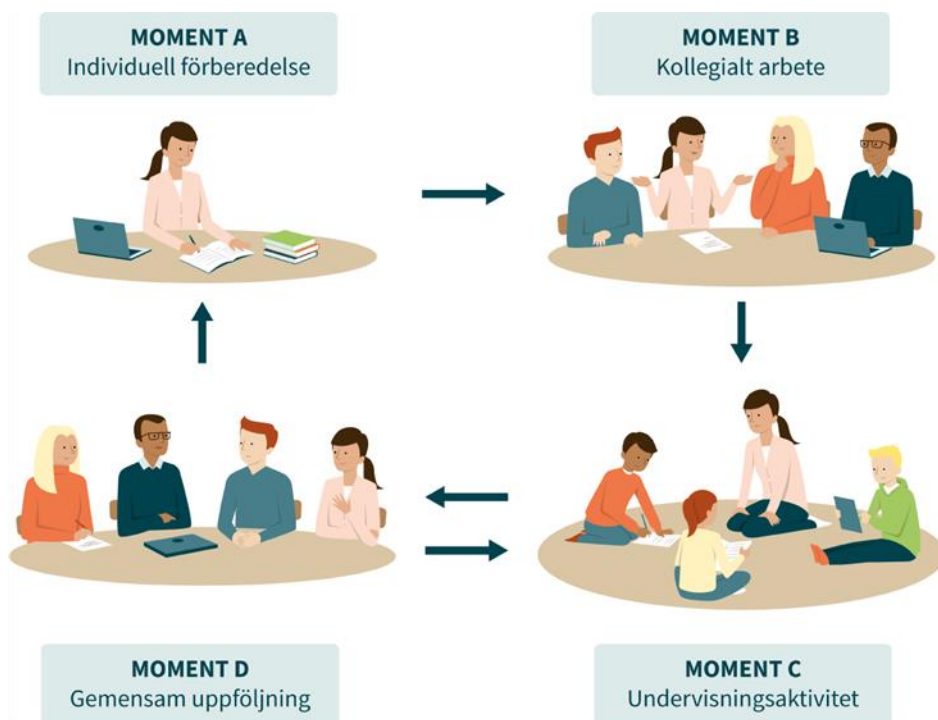 MOMENT A
Individuell förberedelse
MOMENT B
Kollegialt arbete
MOMENT D
Gemensam uppföljning
MOMENT C
Undervisningsaktivitet